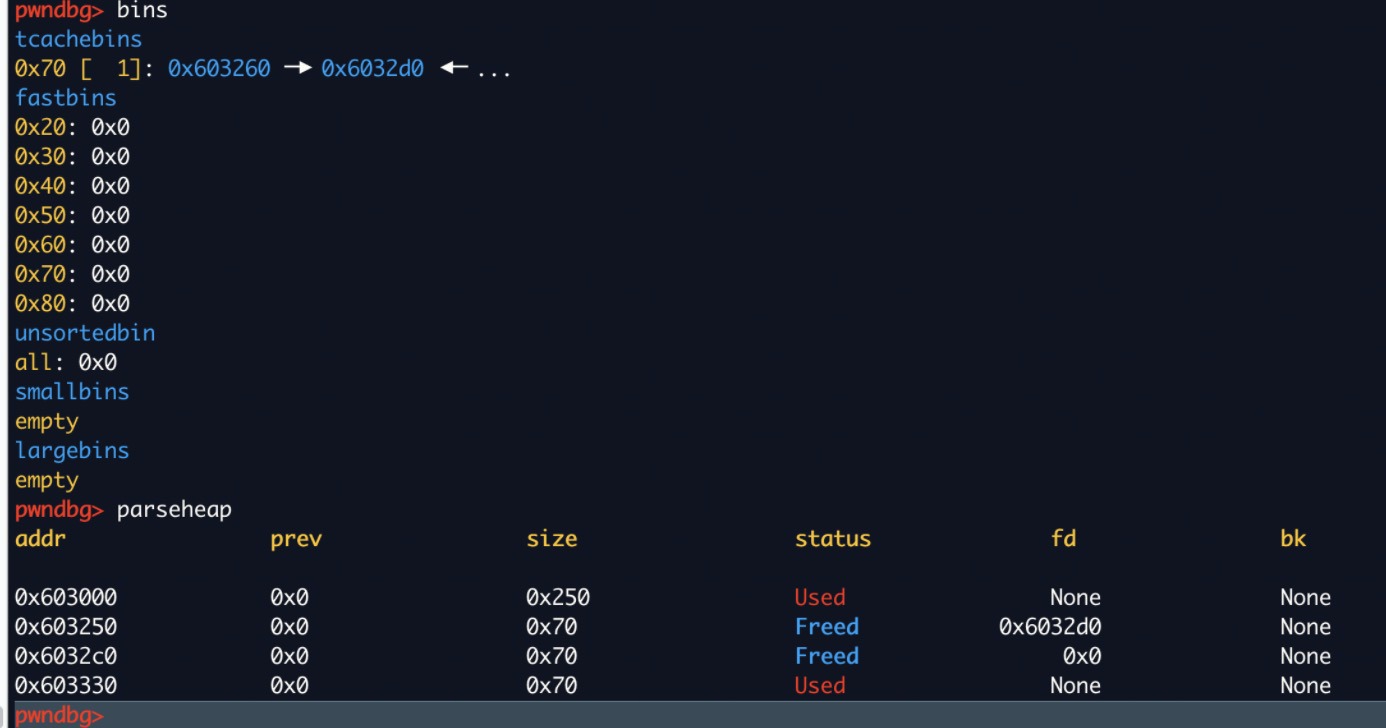 pwndbg> bins
tcachebins
0x70 [  1]: 0x603260 —▸ 0x6032d0 ◂— ...
fastbins
0x20: 0x0
0x30: 0x0
0x40: 0x0
0x50: 0x0
0x60: 0x0
0x70: 0x0
0x80: 0x0
unsortedbin
all: 0x0
smallbins
empty
largebins
empty
pwndbg> parseheap
addr prev size status fd bk
0x603000 0x0 0x250 Used None None
0x603250 0x0 0x70 Freed 0x6032d0 None
0x6032c0 0x0 0x70 Freed 0x0 None
0x603330 0x0 0x70 Used None None
pwndbg>